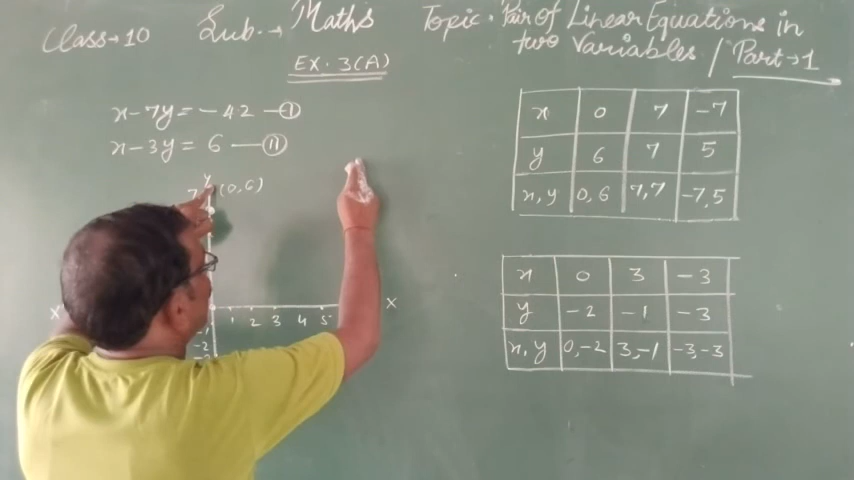 Class→10 Sub.→ Maths Topic. Pair of Linear Equations in
two Variables / Part→1
EX. 3(A)
x-7y=-42 —①
x-3y= 6 —⑪
x 0 7 -7
y 6 7 5
x,y 0,6 7,7 -7,5
y
7 (0,6)
x 0 3 -3
y -2 -1 -3
x,y 0,-2 3,-1 -3,-3
X 1 2 3 4 5 X
-1
-2